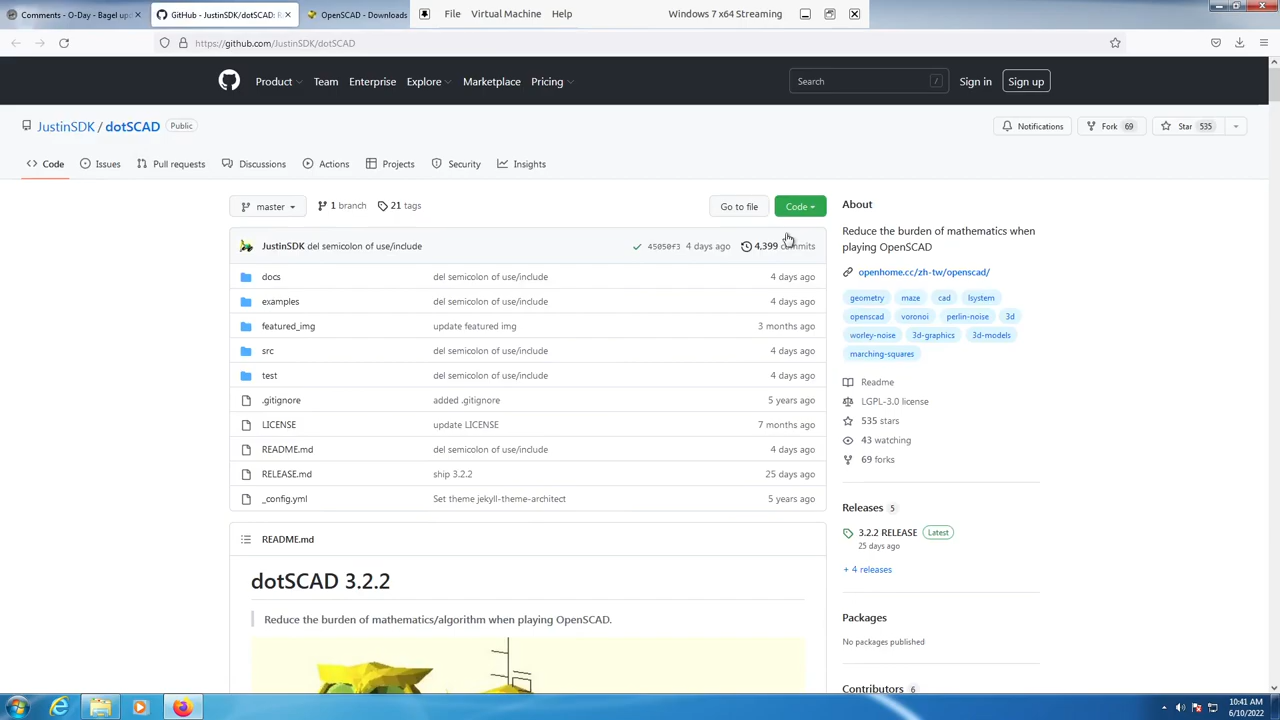 Comments - O-Day - Bagel up:
GitHub - JustinSDK/dotSCAD: R
OpenSCAD - Downloads
File Virtual Machine Help
Windows 7 x64 Streaming
https://github.com/JustinSDK/dotSCAD
Product Team Enterprise Explore Marketplace Pricing
Search /
Sign in Sign up
JustinSDK / dotSCAD Public
Notifications Fork 69 Star 535
Code Issues Pull requests Discussions Actions Projects Security Insights
master 1 branch 21 tags
Go to file Code
JustinSDK del semicolon of use/include 45050f3 4 days ago 4,399 commits
docs del semicolon of use/include 4 days ago
examples del semicolon of use/include 4 days ago
featured_img update featured img 3 months ago
src del semicolon of use/include 4 days ago
test del semicolon of use/include 4 days ago
.gitignore added .gitignore 5 years ago
LICENSE update LICENSE 7 months ago
README.md del semicolon of use/include 4 days ago
RELEASE.md ship 3.2.2 25 days ago
_config.yml Set theme jekyll-theme-architect 5 years ago
README.md
dotSCAD 3.2.2
Reduce the burden of mathematics/algorithm when playing OpenSCAD.
About
Reduce the burden of mathematics when
playing OpenSCAD
openhome.cc/zh-tw/openscad/
geometry maze cad lsystem
openscad voronoi perlin-noise 3d
worley-noise 3d-graphics 3d-models
marching-squares
Readme
LGPL-3.0 license
535 stars
43 watching
69 forks
Releases 5
3.2.2 RELEASE Latest
25 days ago
+ 4 releases
Packages
No packages published
Contributors 6
10:41 AM
6/10/2022